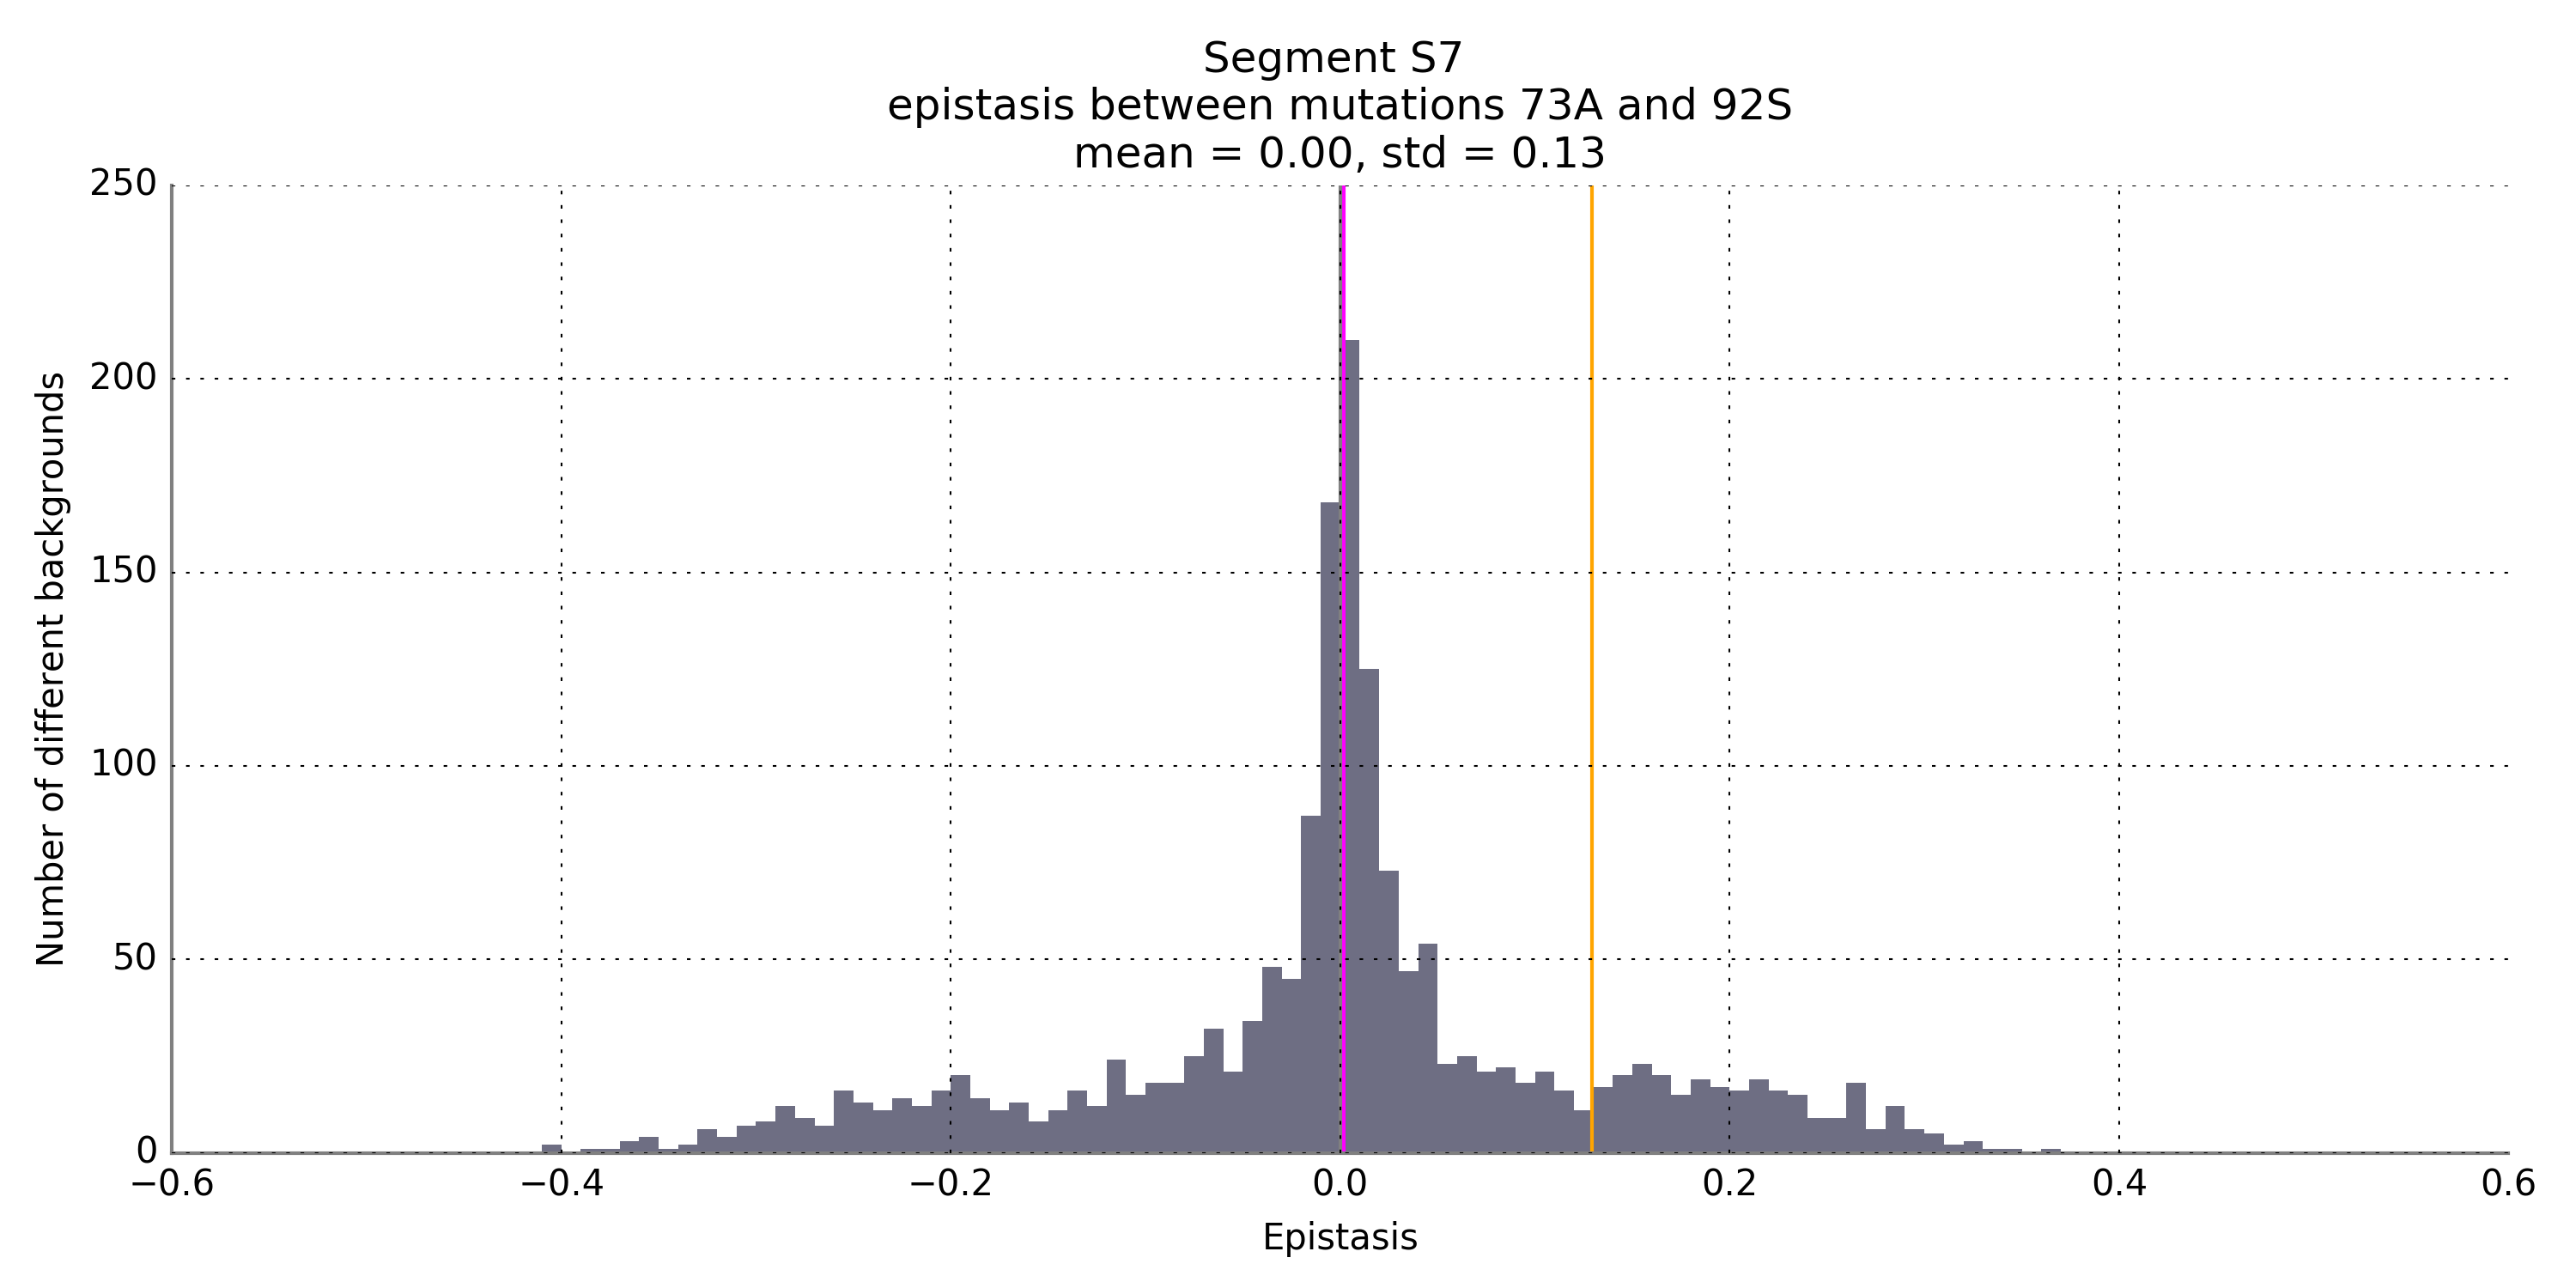 Segment S7
epistasis between mutations 73A and 92S
mean = 0.00, std = 0.13
250
200
150
100
50
0
Number of different backgrounds
−0.6 −0.4 −0.2 0.0 0.2 0.4 0.6
Epistasis